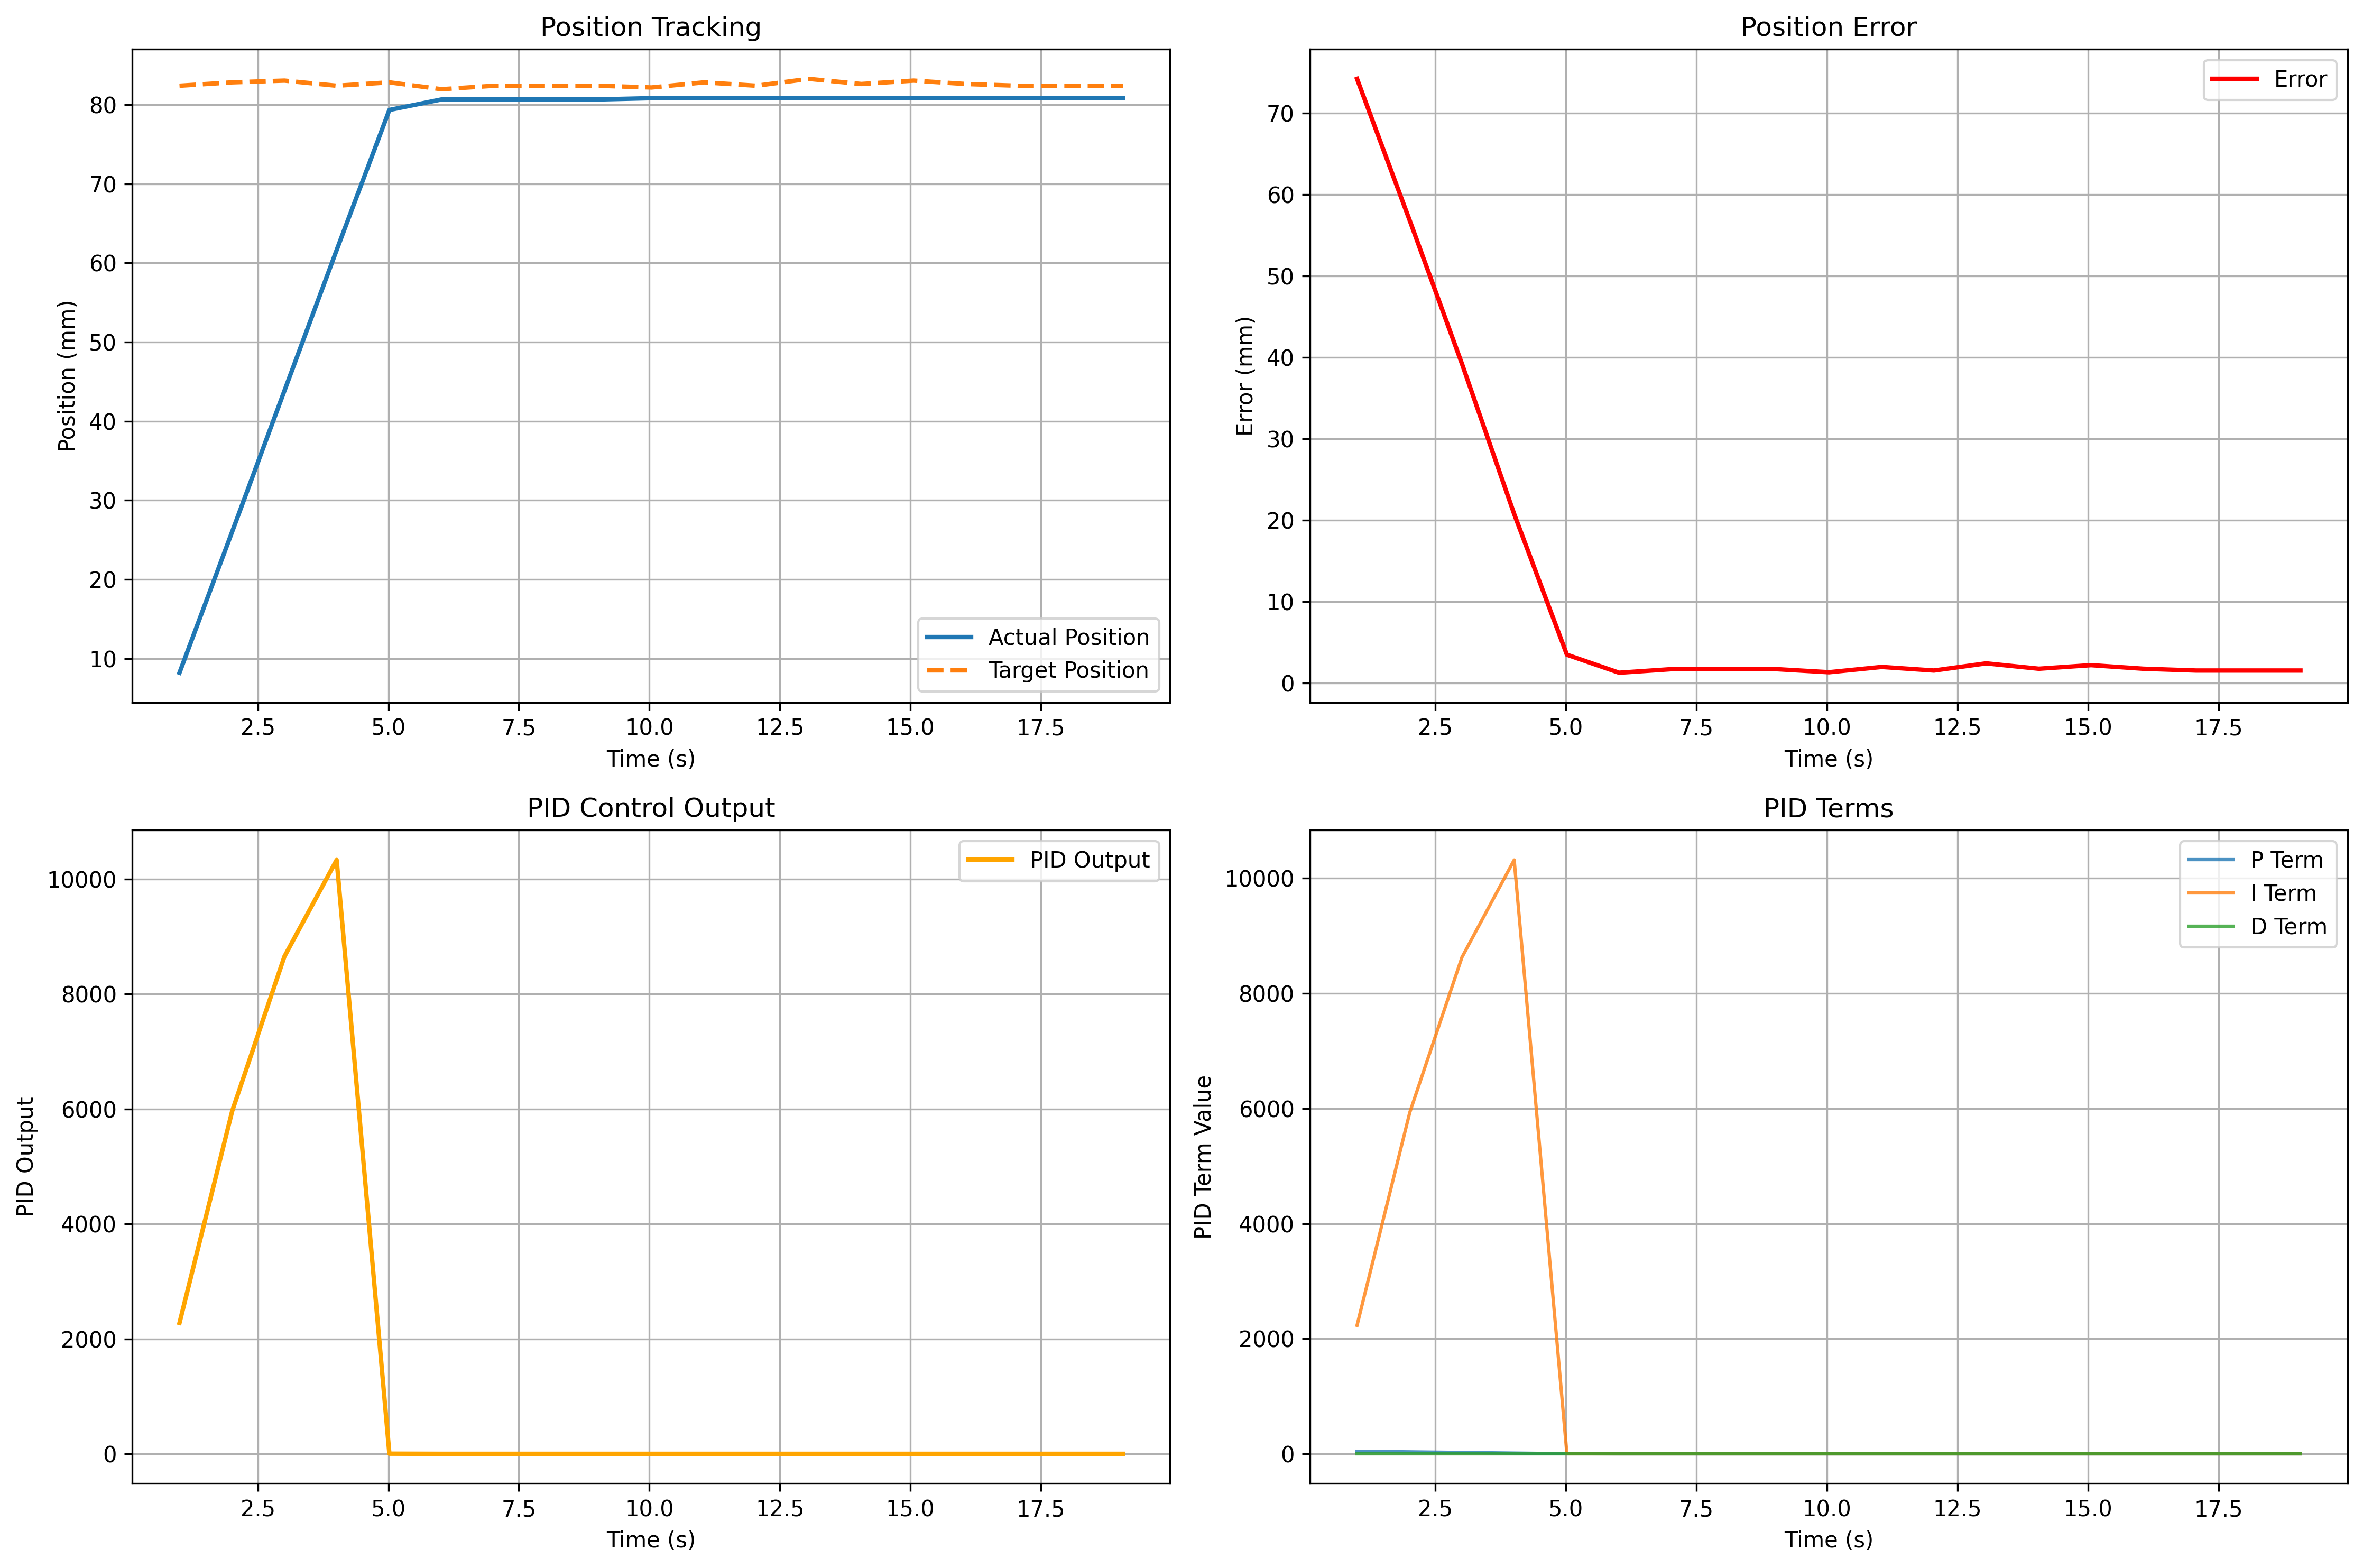 Position Tracking
Position (mm)
80
70
60
50
40
30
20
10
2.5 5.0 7.5 10.0 12.5 15.0 17.5
Time (s)
Actual Position
Target Position
Position Error
Error (mm)
70
60
50
40
30
20
10
0
2.5 5.0 7.5 10.0 12.5 15.0 17.5
Time (s)
Error
PID Control Output
PID Output
10000
8000
6000
4000
2000
0
2.5 5.0 7.5 10.0 12.5 15.0 17.5
Time (s)
PID Output
PID Terms
PID Term Value
10000
8000
6000
4000
2000
0
2.5 5.0 7.5 10.0 12.5 15.0 17.5
Time (s)
P Term
I Term
D Term